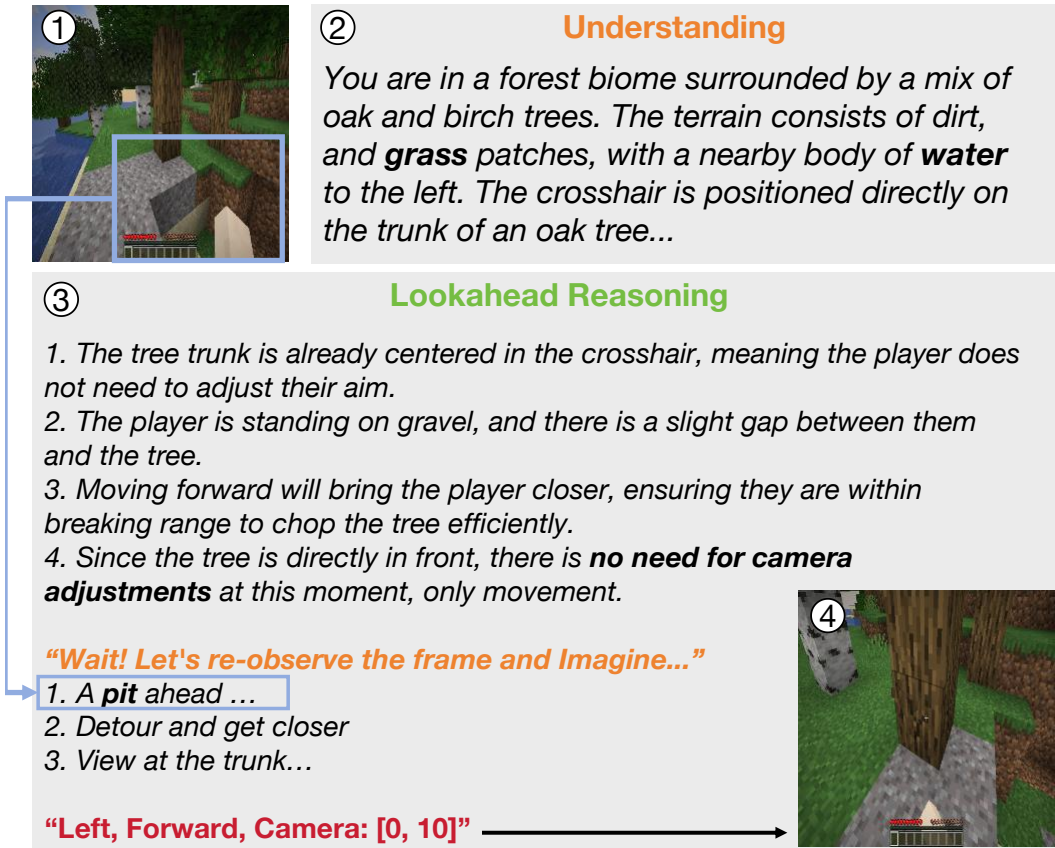 ①
②
Understanding
You are in a forest biome surrounded by a mix of
oak and birch trees. The terrain consists of dirt,
and grass patches, with a nearby body of water
to the left. The crosshair is positioned directly on
the trunk of an oak tree...
③
Lookahead Reasoning
1. The tree trunk is already centered in the crosshair, meaning the player does
not need to adjust their aim.
2. The player is standing on gravel, and there is a slight gap between them
and the tree.
3. Moving forward will bring the player closer, ensuring they are within
breaking range to chop the tree efficiently.
4. Since the tree is directly in front, there is no need for camera
adjustments at this moment, only movement.
“Wait! Let's re-observe the frame and Imagine...”
1. A pit ahead …
2. Detour and get closer
3. View at the trunk…
“Left, Forward, Camera: [0, 10]”
④